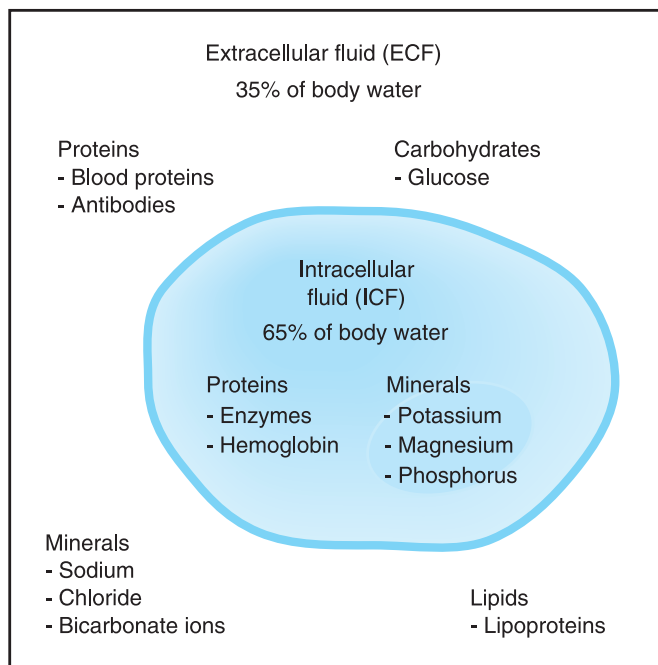 Extracellular fluid (ECF)
35% of body water
Proteins
- Blood proteins
- Antibodies
Carbohydrates
- Glucose
Intracellular
fluid (ICF)
65% of body water
Proteins
- Enzymes
- Hemoglobin
Minerals
- Potassium
- Magnesium
- Phosphorus
Minerals
- Sodium
- Chloride
- Bicarbonate ions
Lipids
- Lipoproteins